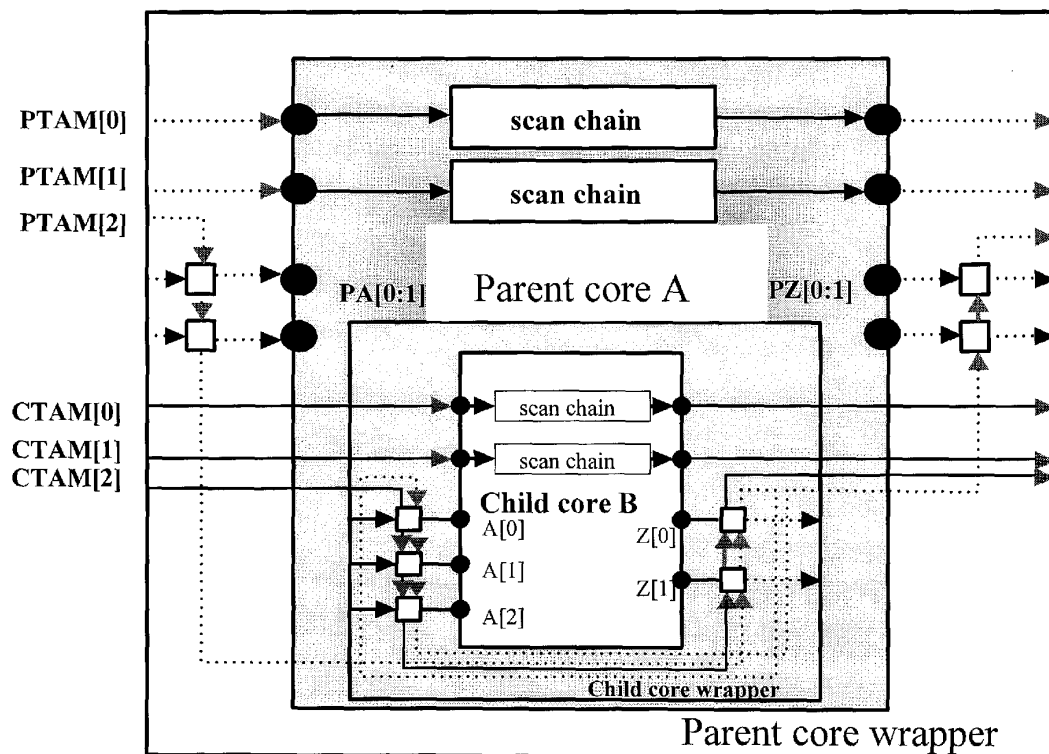 PTAM[0]
scan chain
PTAM[1]
scan chain
PTAM[2]
PA[0:1]
Parent core A
PZ[0:1]
CTAM[0]
scan chain
CTAM[1]
scan chain
CTAM[2]
Child core B
A[0]
Z[0]
A[1]
Z[1]
A[2]
Child core wrapper
Parent core wrapper